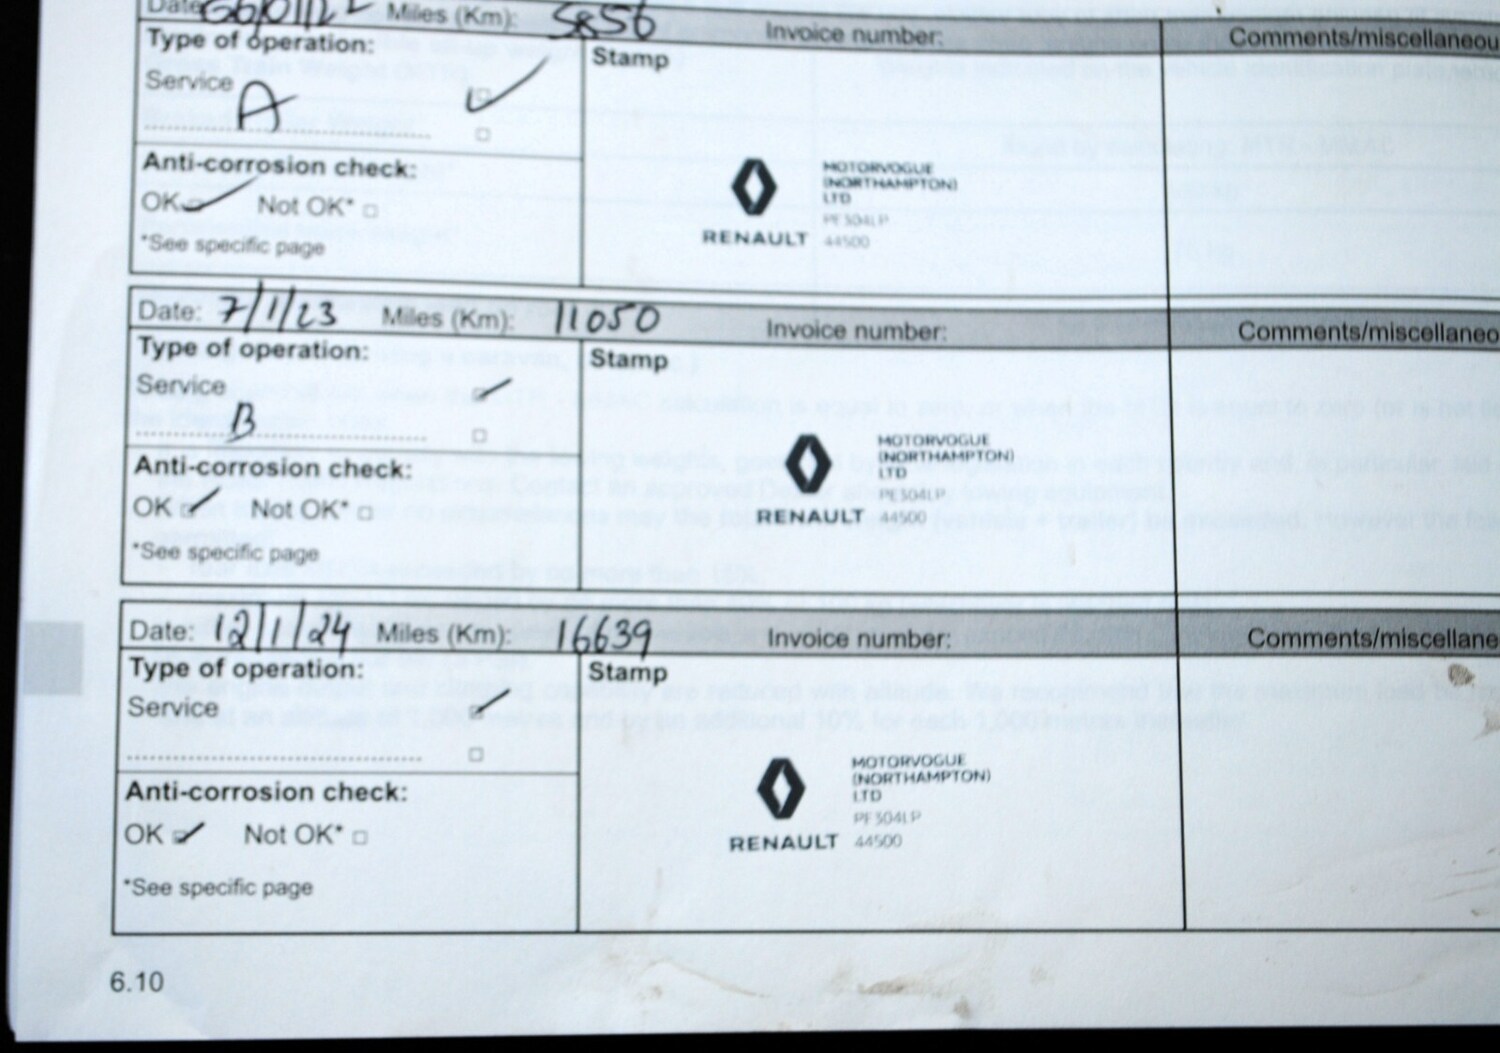 Date: 06/01/22 Miles (Km): 5856 Invoice number: Comments/miscellaneou
Type of operation: Stamp
Service
A
Anti-corrosion check:
OK Not OK*
*See specific page
MOTORVOGUE
(NORTHAMPTON)
LTD
PE304LP
RENAULT 44500
Date: 7/1/23 Miles (Km): 11050 Invoice number: Comments/miscellaneo
Type of operation: Stamp
Service
B
Anti-corrosion check:
OK Not OK*
*See specific page
MOTORVOGUE
(NORTHAMPTON)
LTD
PE304LP
RENAULT 44500
Date: 12/1/24 Miles (Km): 16639 Invoice number: Comments/miscellane
Type of operation: Stamp
Service
Anti-corrosion check:
OK Not OK*
*See specific page
MOTORVOGUE
(NORTHAMPTON)
LTD
PE304LP
RENAULT 44500
6.10